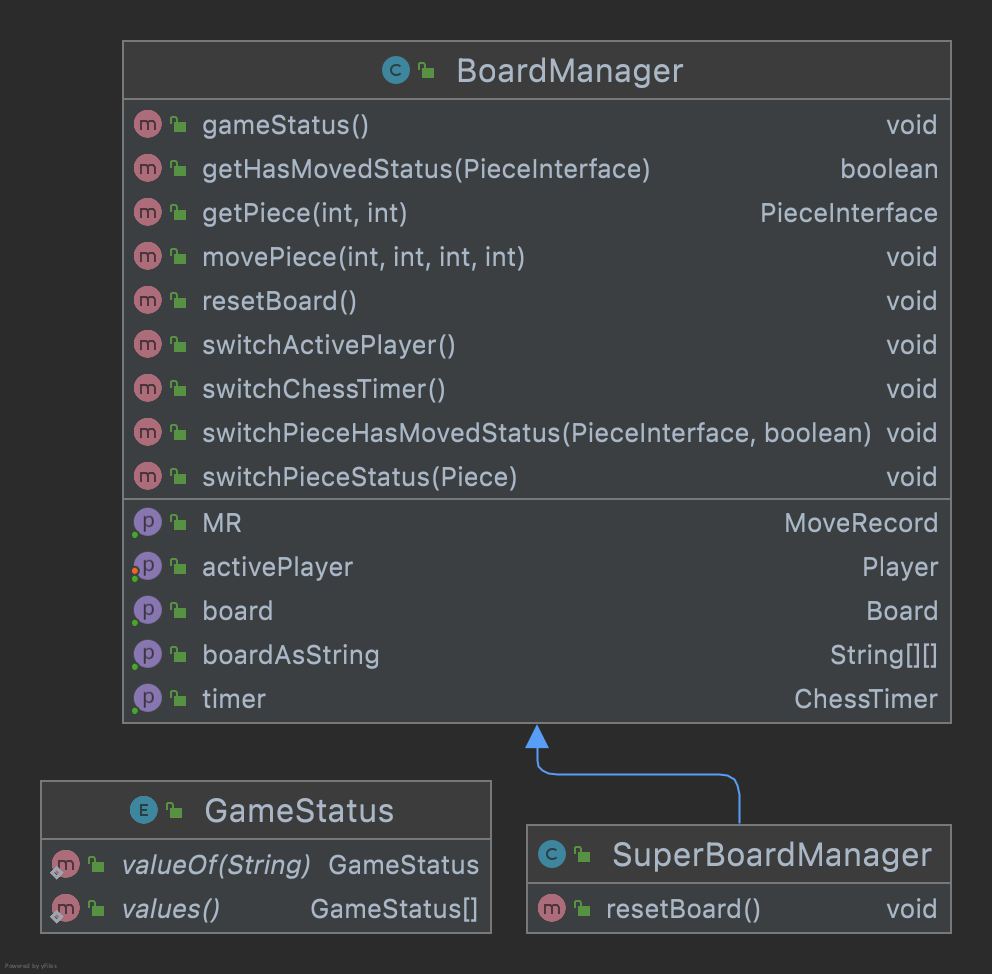 C BoardManager
m gameStatus() void
m getHasMovedStatus(PieceInterface) boolean
m getPiece(int, int) PieceInterface
m movePiece(int, int, int, int) void
m resetBoard() void
m switchActivePlayer() void
m switchChessTimer() void
m switchPieceHasMovedStatus(PieceInterface, boolean) void
m switchPieceStatus(Piece) void
p MR MoveRecord
p activePlayer Player
p board Board
p boardAsString String[][]
p timer ChessTimer
E GameStatus
m valueOf(String) GameStatus
m values() GameStatus[]
C SuperBoardManager
m resetBoard() void
Powered by yFiles